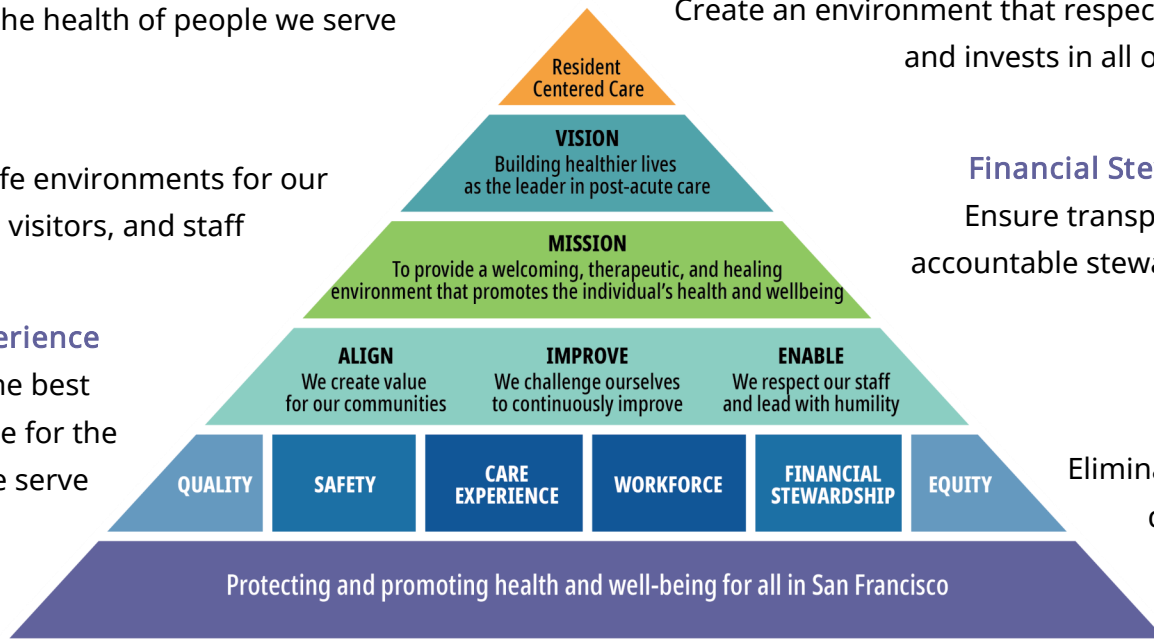 the health of people we serve
Create an environment that respec
and invests in all o
Resident
Centered Care
VISION
Building healthier lives
as the leader in post-acute care
fe environments for our
visitors, and staff
Financial Ste
Ensure transp
accountable stewa
MISSION
To provide a welcoming, therapeutic, and healing
environment that promotes the individual's health and wellbeing
erience
he best
e for the
e serve
ALIGN
We create value
for our communities
IMPROVE
We challenge ourselves
to continuously improve
ENABLE
We respect our staff
and lead with humility
QUALITY
SAFETY
CARE
EXPERIENCE
WORKFORCE
FINANCIAL
STEWARDSHIP
EQUITY
Elimina
Protecting and promoting health and well-being for all in San Francisco